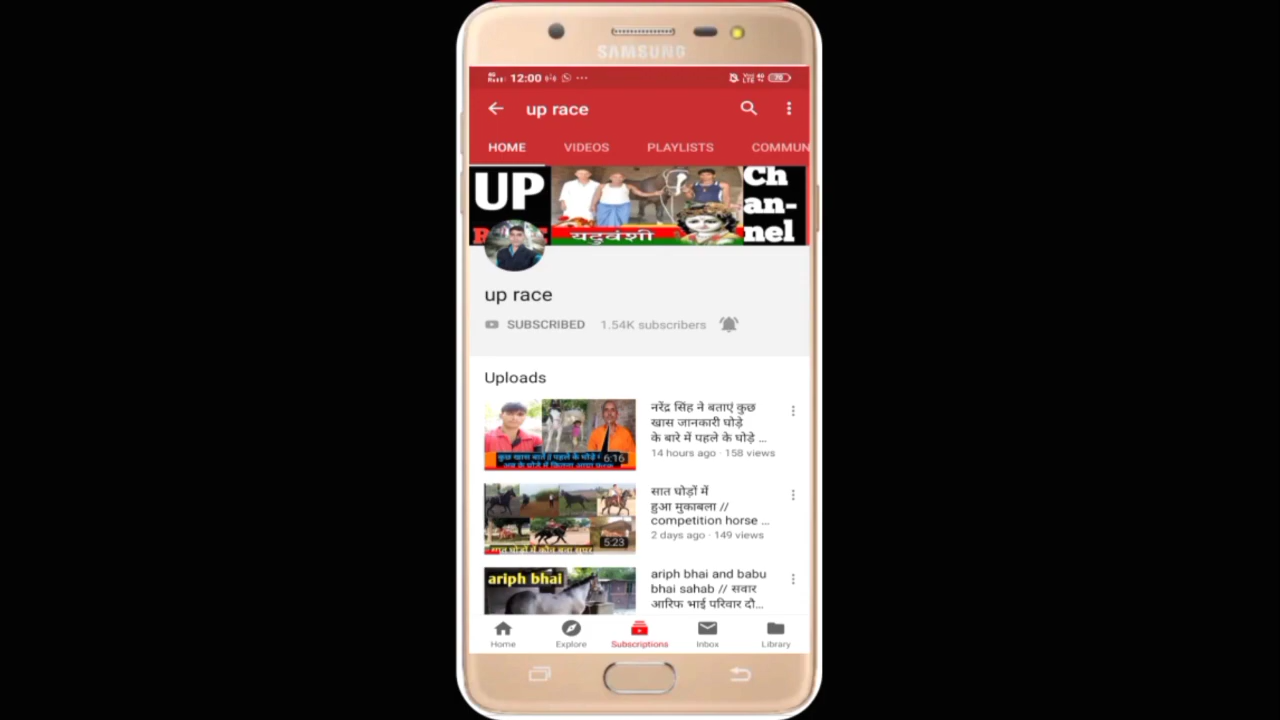 SAMSUNG
12:00
up race
HOME VIDEOS PLAYLISTS COMMUN
UP
Ch
an-
nel
यदुवंशी
up race
SUBSCRIBED 1.54K subscribers
Uploads
नरेंद्र सिंह ने बताएं कुछ
खास जानकारी घोड़े
के बारे में पहले के घोड़े ...
14 hours ago · 158 views
कुछ खास बातें पहले के घोड़े
6:16
सात घोड़ों में
हुआ मुकाबला //
competition horse ...
2 days ago · 149 views
5:23
सात घोड़ों में कौन बना सुपर
ariph bhai
ariph bhai and babu
bhai sahab // सवार
आरिफ भाई परिवार दौ...
Home Explore Subscriptions Inbox Library